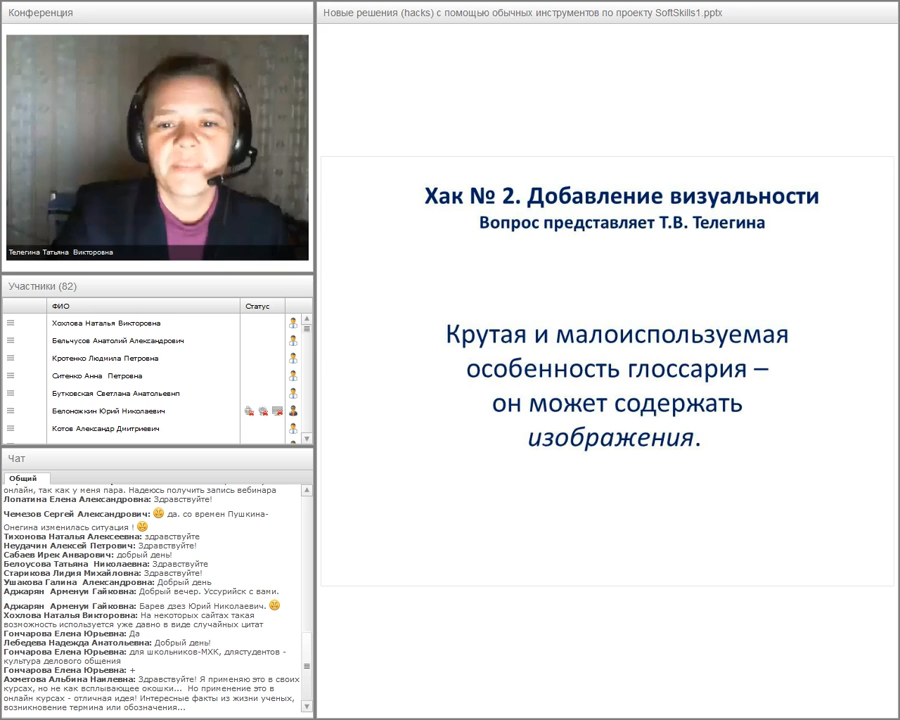 Конференция
Телегина Татьяна Викторовна
Участники (82)
ФИО Статус
Хохлова Наталья Викторовна
Бельчусов Анатолий Александрович
Кротенко Людмила Петровна
Ситенко Анна Петровна
Бутковская Светлана Анатольевнп
Белоножкин Юрий Николаевич
Котов Александр Дмитриевич
Чат
Общий
онлайн, так как у меня пара. Надеюсь получить запись вебинара
Лопатина Елена Александровна: Здравствуйте!
Чемезов Сергей Александрович: да. со времен Пушкина-
Онегина изменилась ситуация !
Тихонова Наталья Алексеевна: здравствуйте
Неудачин Алексей Петрович: Здравствуйте!
Сабаев Ирек Анварович: добрый день!
Белоусова Татьяна Николаевна: Здравствуйте
Старикова Лидия Михайловна: Здравствуйте!
Ушакова Галина Александровна: Добрый день
Аджарян Арменуи Гайковна: Добрый вечер. Уссурийск с вами.
Аджарян Арменуи Гайковна: Барев дзез Юрий Николаевич.
Хохлова Наталья Викторовна: На некоторых сайтах такая
возможность используется уже давно в виде случайных цитат
Гончарова Елена Юрьевна: Да
Лебедева Надежда Анатольевна: Добрый день!
Гончарова Елена Юрьевна: для школьников-МХК, длястудентов -
культура делового общения
Гончарова Елена Юрьевна: +
Ахметова Альбина Наилевна: Здравствуйте! Я применяю это в своих
курсах, но не как всплывающее окошки... Но применение это в
онлайн курсах - отличная идея! Интересные факты из жизни ученых,
возникновение термина или обозначения...
Новые решения (hacks) с помощью обычных инструментов по проекту SoftSkills1.pptx
Хак № 2. Добавление визуальности
Вопрос представляет Т.В. Телегина
Крутая и малоиспользуемая
особенность глоссария –
он может содержать
изображения.